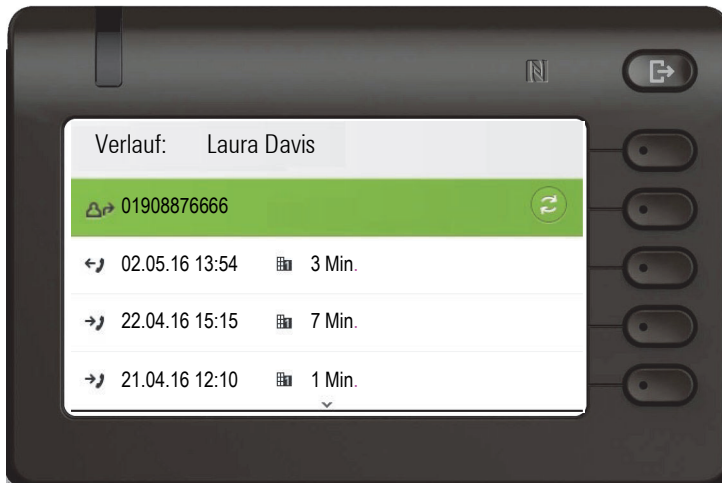 Verlauf: Laura Davis
01908876666
02.05.16 13:54 3 Min.
22.04.16 15:15 7 Min.
21.04.16 12:10 1 Min.